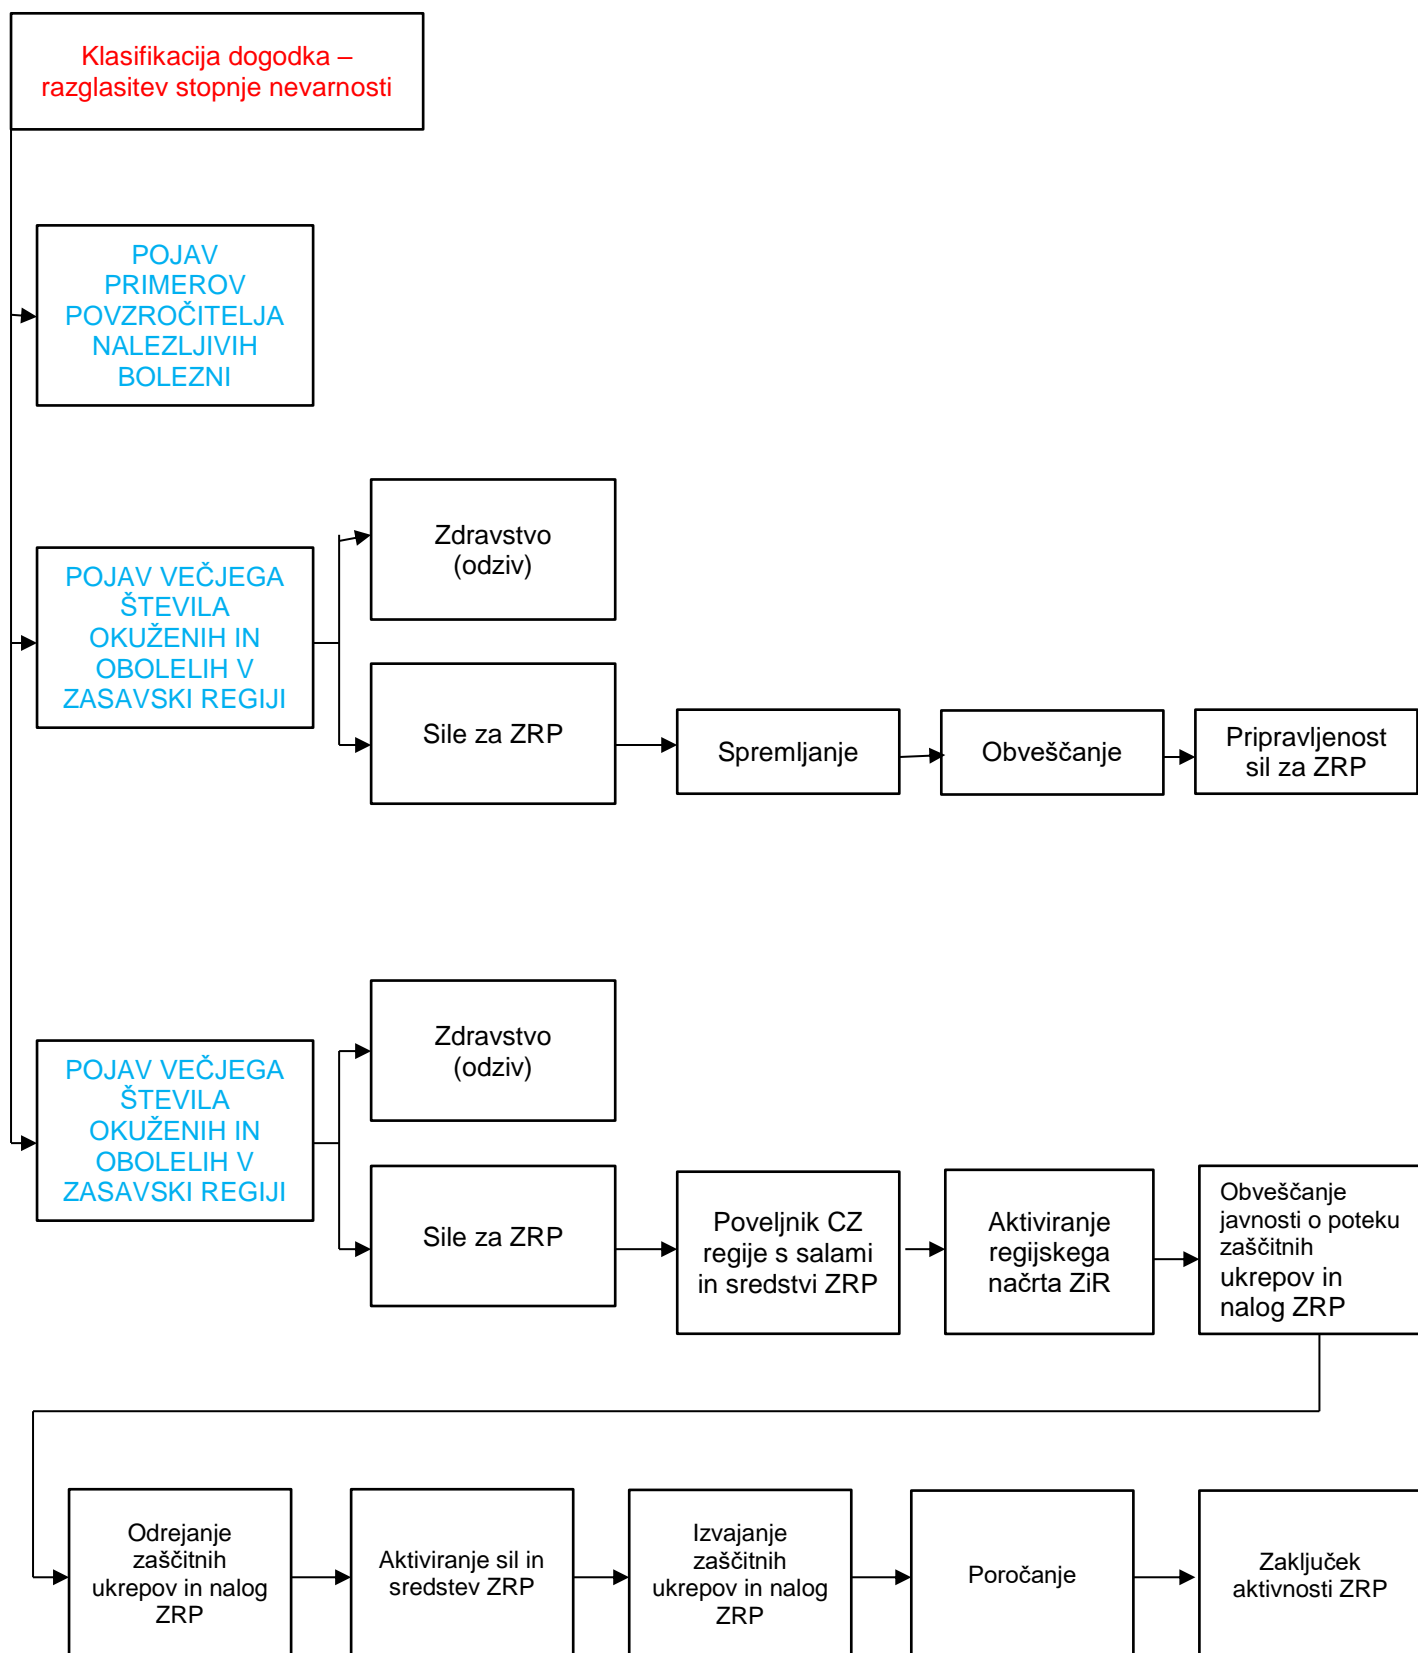 Klasifikacija dogodka –
razglasitev stopnje nevarnosti
POJAV
PRIMEROV
POVZROČITELJA
NALEZLJIVIH
BOLEZNI
POJAV VEČJEGA
ŠTEVILA
OKUŽENIH IN
OBOLELIH V
ZASAVSKI REGIJI
Zdravstvo
(odziv)
Sile za ZRP
Spremljanje
Obveščanje
Pripravljenost
sil za ZRP
POJAV VEČJEGA
ŠTEVILA
OKUŽENIH IN
OBOLELIH V
ZASAVSKI REGIJI
Zdravstvo
(odziv)
Sile za ZRP
Poveljnik CZ
regije s salami
in sredstvi ZRP
Aktiviranje
regijskega
načrta ZiR
Obveščanje
javnosti o poteku
zaščitnih
ukrepov in
nalog ZRP
Odrejanje
zaščitnih
ukrepov in nalog
ZRP
Aktiviranje sil in
sredstev ZRP
Izvajanje
zaščitnih
ukrepov in nalog
ZRP
Poročanje
Zaključek
aktivnosti ZRP